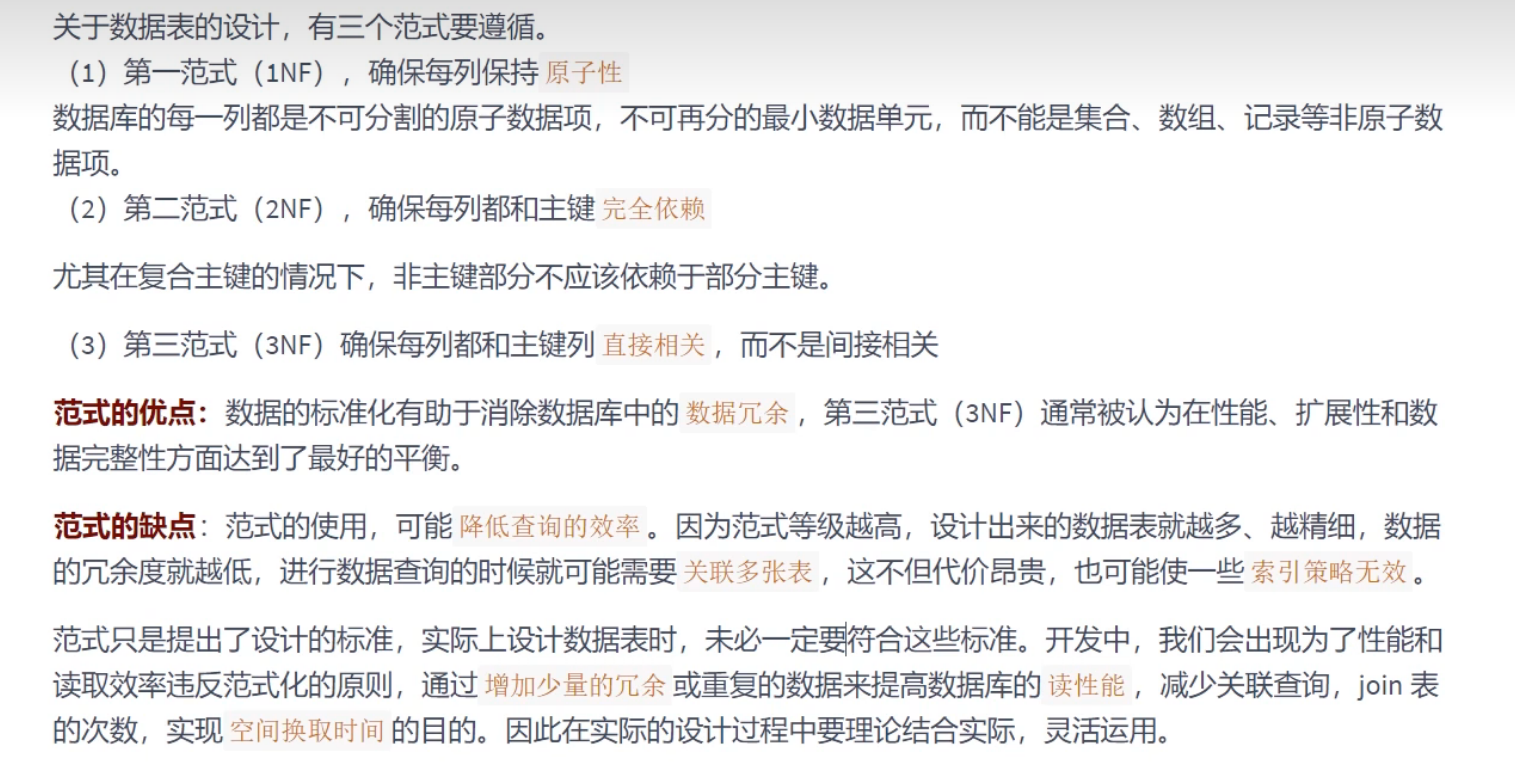 关于数据表的设计，有三个范式要遵循。
（1）第一范式（1NF），确保每列保持 原子性
数据库的每一列都是不可分割的原子数据项，不可再分的最小数据单元，而不能是集合、数组、记录等非原子数
据项。
（2）第二范式（2NF），确保每列都和主键 完全依赖
尤其在复合主键的情况下，非主键部分不应该依赖于部分主键。
（3）第三范式（3NF）确保每列都和主键列 直接相关 ，而不是间接相关
范式的优点：数据的标准化有助于消除数据库中的 数据冗余 ，第三范式（3NF）通常被认为在性能、扩展性和数
据完整性方面达到了最好的平衡。
范式的缺点：范式的使用，可能 降低查询的效率 。因为范式等级越高，设计出来的数据表就越多、越精细，数据
的冗余度就越低，进行数据查询的时候就可能需要 关联多张表 ，这不但代价昂贵，也可能使一些 索引策略无效 。
范式只是提出了设计的标准，实际上设计数据表时，未必一定要符合这些标准。开发中，我们会出现为了性能和
读取效率违反范式化的原则，通过 增加少量的冗余 或重复的数据来提高数据库的 读性能 ，减少关联查询，join 表
的次数，实现 空间换取时间 的目的。因此在实际的设计过程中要理论结合实际，灵活运用。